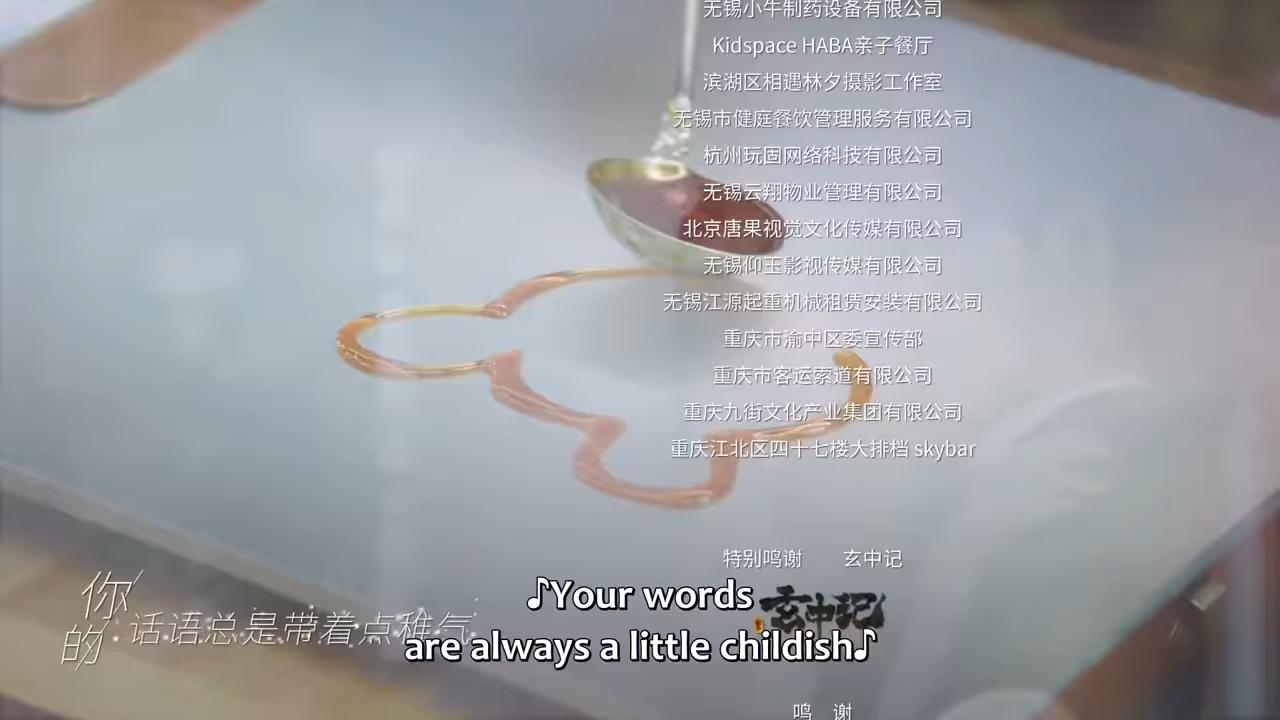 无锡小牛制药设备有限公司
Kidspace HABA亲子餐厅
滨湖区相遇林夕摄影工作室
无锡市健庭餐饮管理服务有限公司
杭州玩固网络科技有限公司
无锡云翔物业管理有限公司
北京唐果视觉文化传媒有限公司
无锡仰玉影视传媒有限公司
无锡江源起重机械租赁安装有限公司
重庆市渝中区委宣传部
重庆市客运索道有限公司
重庆九街文化产业集团有限公司
重庆江北区四十七楼大排档 skybar
特别鸣谢 玄中记
玄中记
你的话语总是带着点稚气
♪Your words
are always a little childish♪
鸣 谢